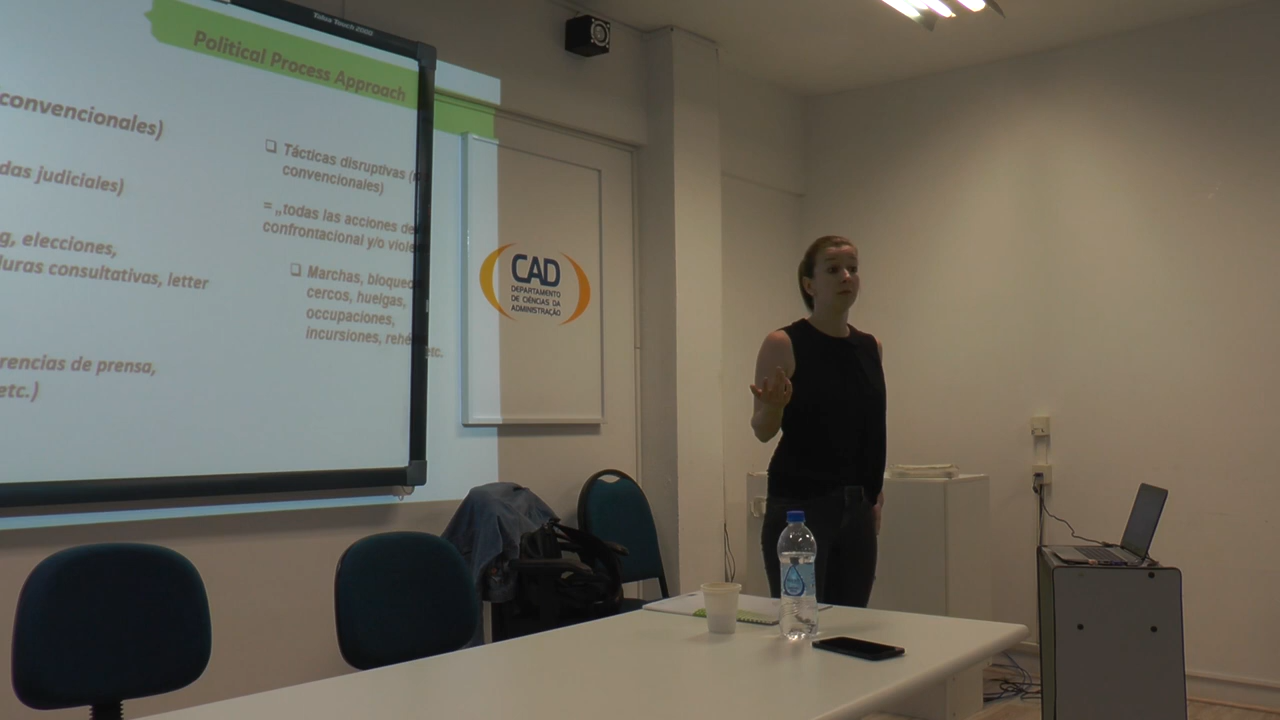 Political Process Approach
convencionales)
das judiciales)
g, elecciones,
duras consultativas, letter
rencias de prensa,
etc.)
Tácticas disruptivas
convencionales)
= „todas las acciones de
confrontacional y/o viole
Marchas, bloqueo
cercos, huelgas,
occupaciones,
incursiones, rehé etc.
CAD
DEPARTAMENTO
DE CIÊNCIAS DA
ADMINISTRAÇÃO